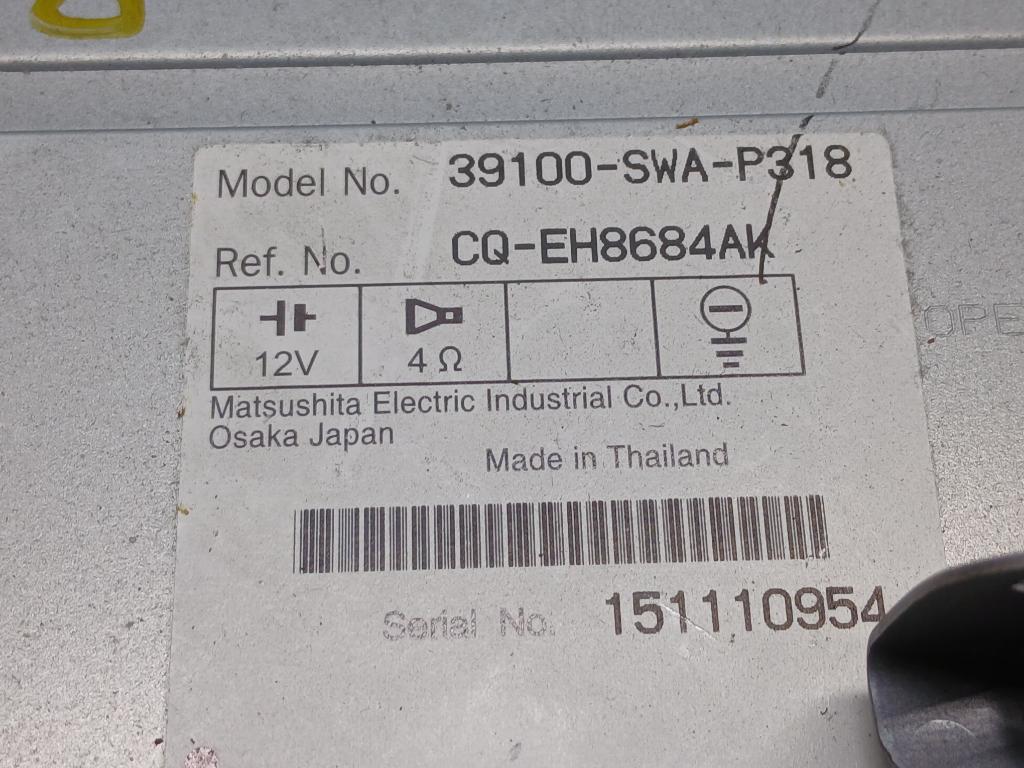 Model No. 39100-SWA-P318
Ref. No. CQ-EH8684AK
12V 4 Ω
Matsushita Electric Industrial Co.,Ltd.
Osaka Japan
Made in Thailand
Serial No. 151110954